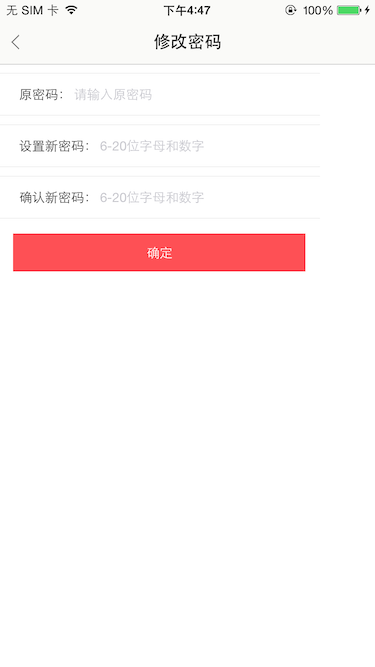 无 SIM 卡 下午4:47 100%
修改密码
原密码： 请输入原密码
设置新密码： 6-20位字母和数字
确认新密码： 6-20位字母和数字
确定